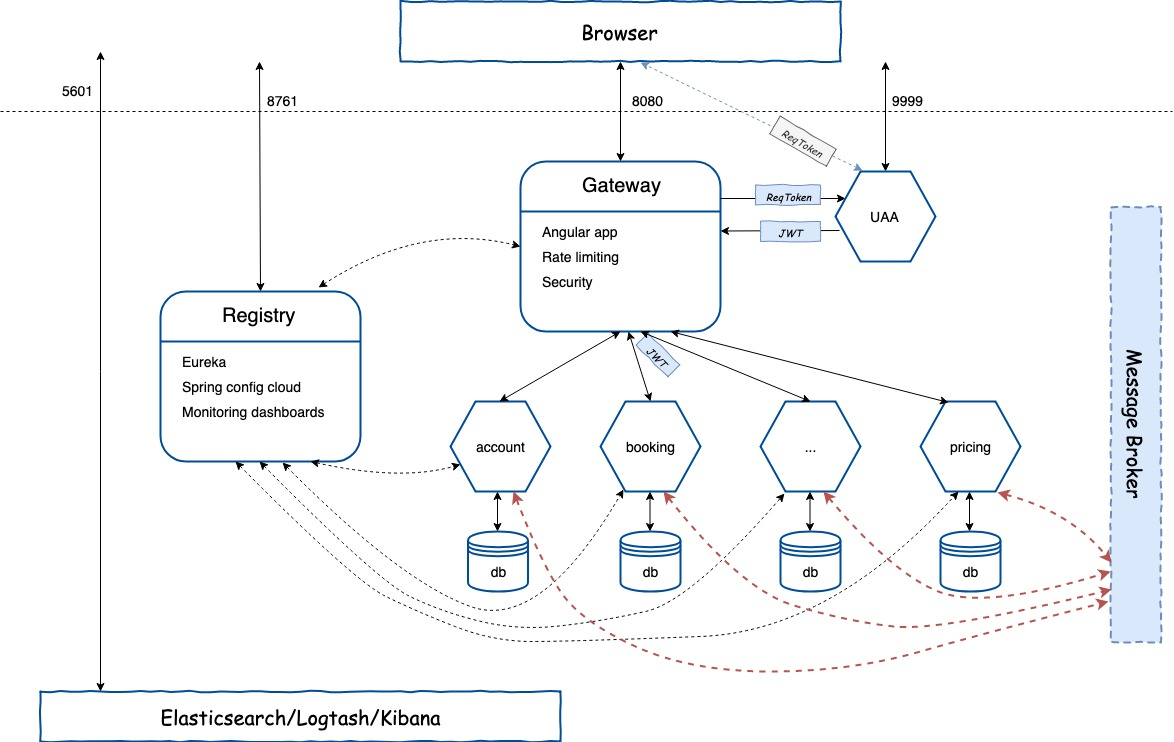 Browser
5601
8761
8080
9999
ReqToken
Gateway
ReqToken
UAA
JWT
Angular app
Rate limiting
Security
Registry
Eureka
Spring config cloud
Monitoring dashboards
JWT
Message Broker
account
booking
...
pricing
db
db
db
db
Elasticsearch/Logtash/Kibana